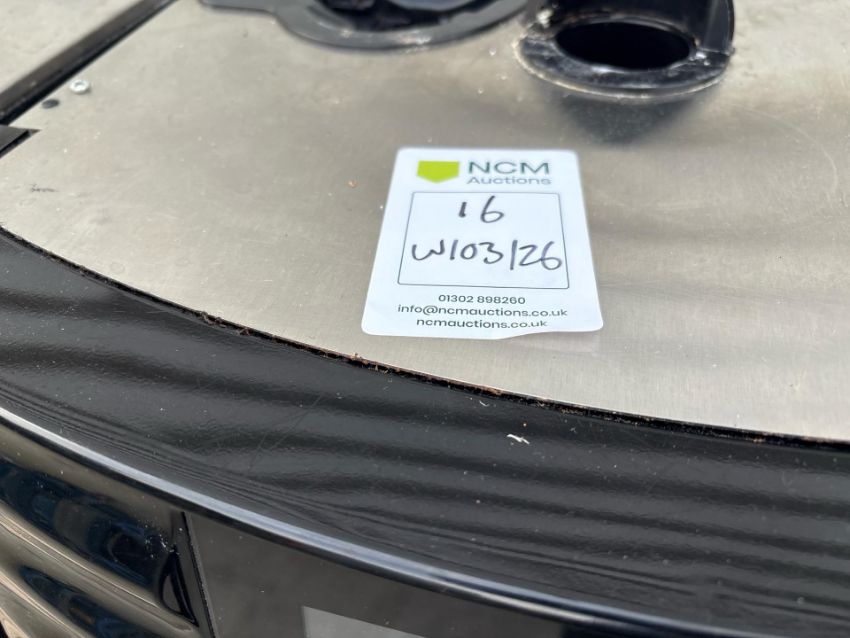 NCM
Auctions
16
W103/26
01302 898260
info@ncmauctions.co.uk
ncmauctions.co.uk